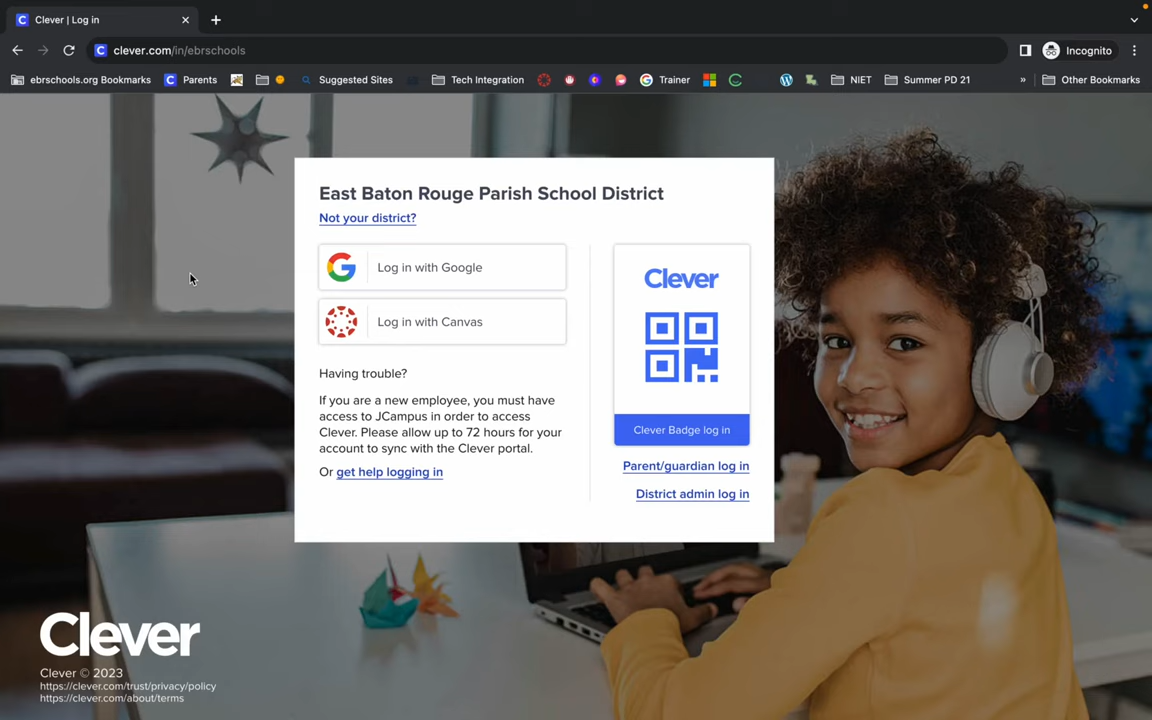 Clever | Log in
clever.com/in/ebrschools
Incognito
ebrschools.org Bookmarks
Parents
Suggested Sites
Tech Integration
Trainer
NIET
Summer PD 21
»
Other Bookmarks
East Baton Rouge Parish School District
Not your district?
Log in with Google
Log in with Canvas
Having trouble?
If you are a new employee, you must have
access to JCampus in order to access
Clever. Please allow up to 72 hours for your
account to sync with the Clever portal.
Or get help logging in
Clever
Clever Badge log in
Parent/guardian log in
District admin log in
Clever
Clever © 2023
https://clever.com/trust/privacy/policy
https://clever.com/about/terms